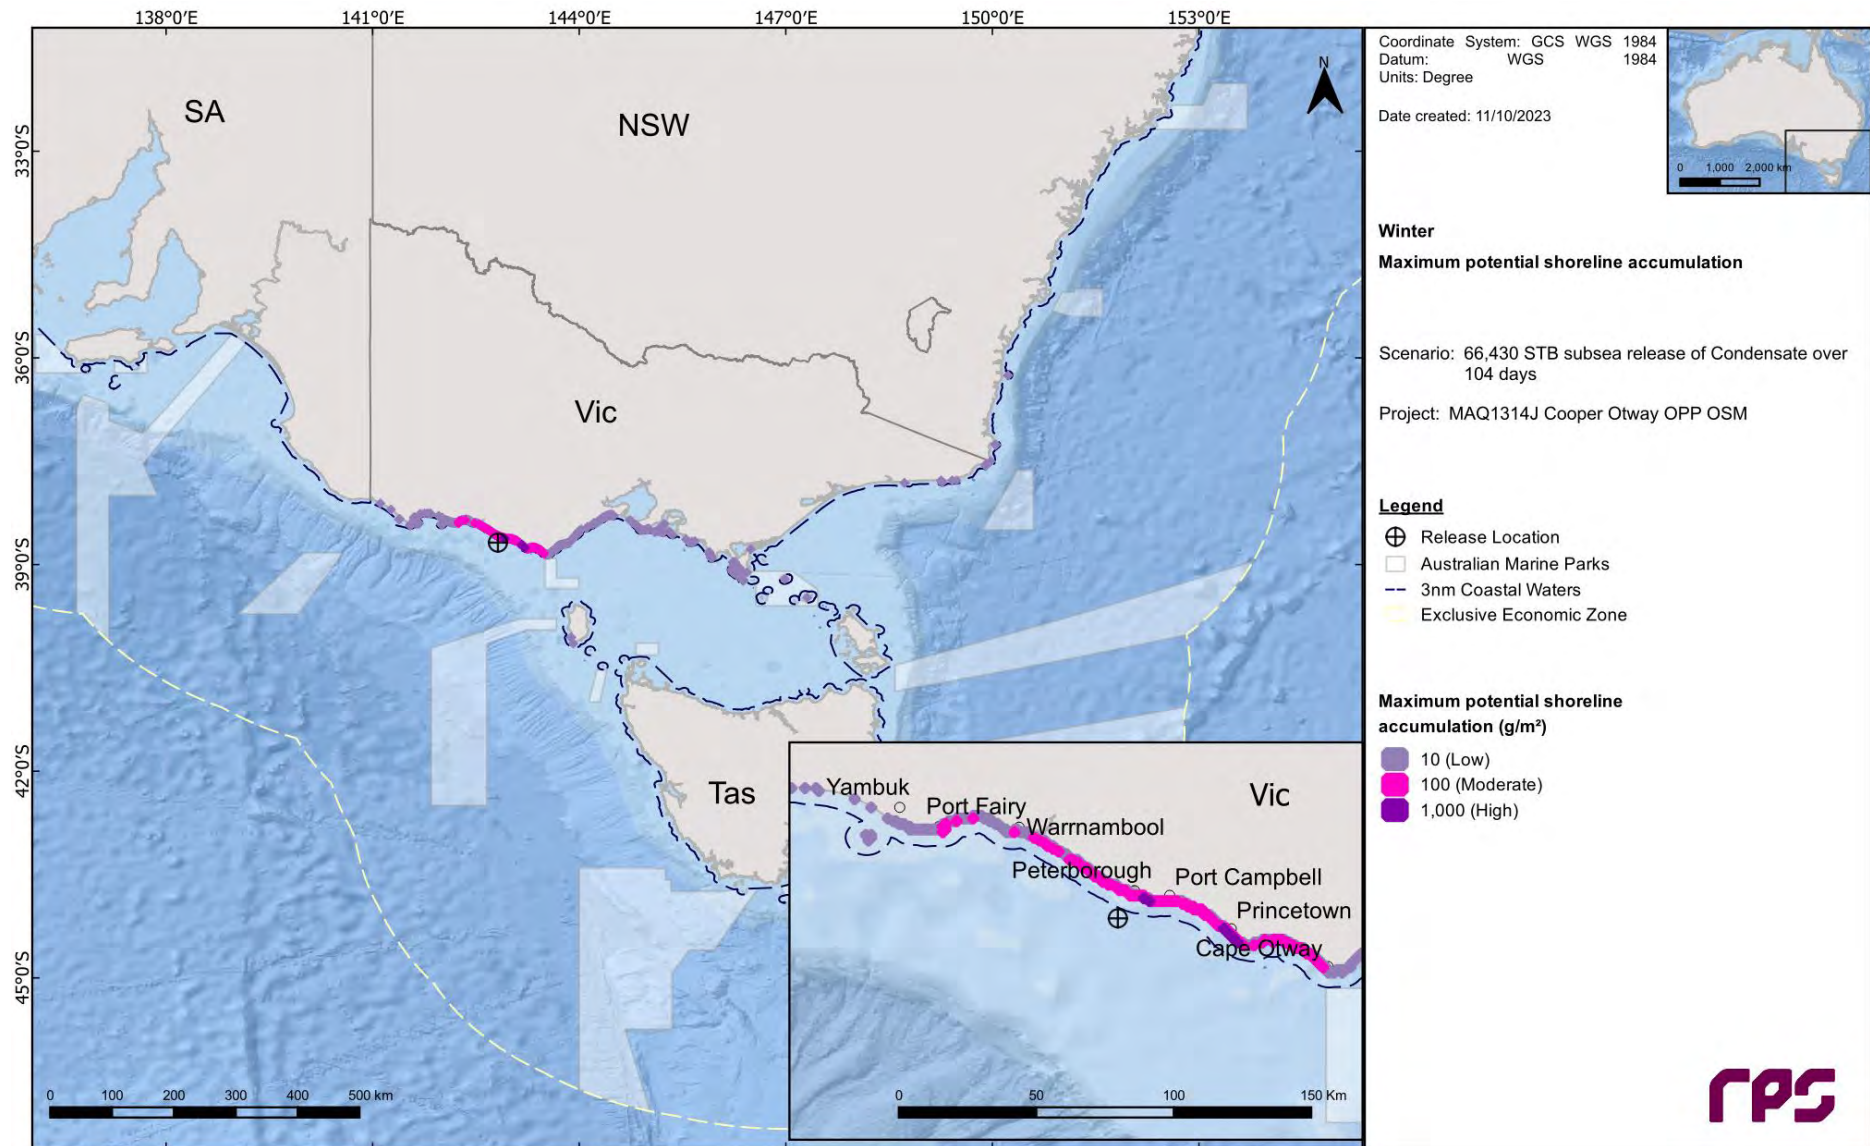 138°0'E
141°0'E
144°0'E
147°0'E
150°0'E
153°0'E
33°0'S
36°0'S
39°0'S
42°0'S
45°0'S
SA
NSW
Vic
Tas
N
0 100 200 300 400 500 km
Yambuk
Port Fairy
Warrnambool
Vic
Peterborough
Port Campbell
Princetown
Cape Otway
0 50 100 150 Km
Coordinate System: GCS WGS 1984
Datum: WGS 1984
Units: Degree
Date created: 11/10/2023
0 1,000 2,000 km
Winter
Maximum potential shoreline accumulation
Scenario: 66,430 STB subsea release of Condensate over
104 days
Project: MAQ1314J Cooper Otway OPP OSM
Legend
Release Location
Australian Marine Parks
3nm Coastal Waters
Exclusive Economic Zone
Maximum potential shoreline
accumulation (g/m²)
10 (Low)
100 (Moderate)
1,000 (High)
rps